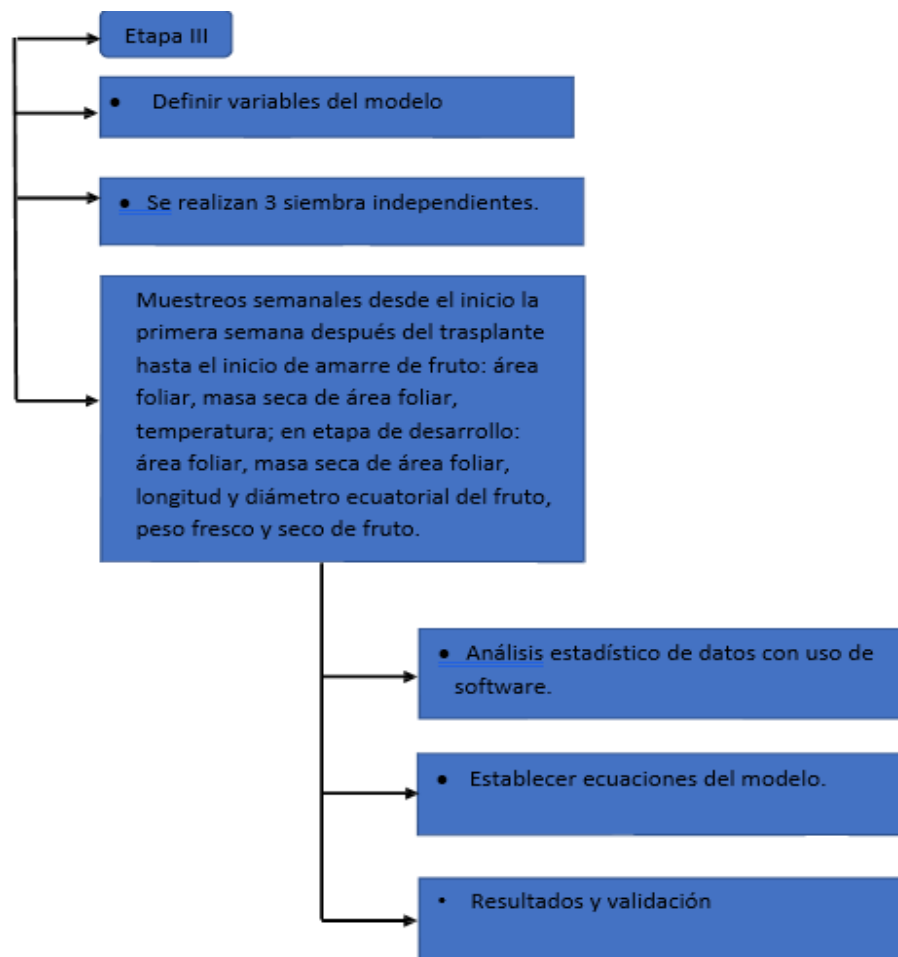 Etapa III
• Definir variables del modelo
• Se realizan 3 siembra independientes.
Muestreos semanales desde el inicio la
primera semana después del trasplante
hasta el inicio de amarre de fruto: área
foliar, masa seca de área foliar,
temperatura; en etapa de desarrollo:
área foliar, masa seca de área foliar,
longitud y diámetro ecuatorial del fruto,
peso fresco y seco de fruto.
• Análisis estadístico de datos con uso de
software.
• Establecer ecuaciones del modelo.
• Resultados y validación